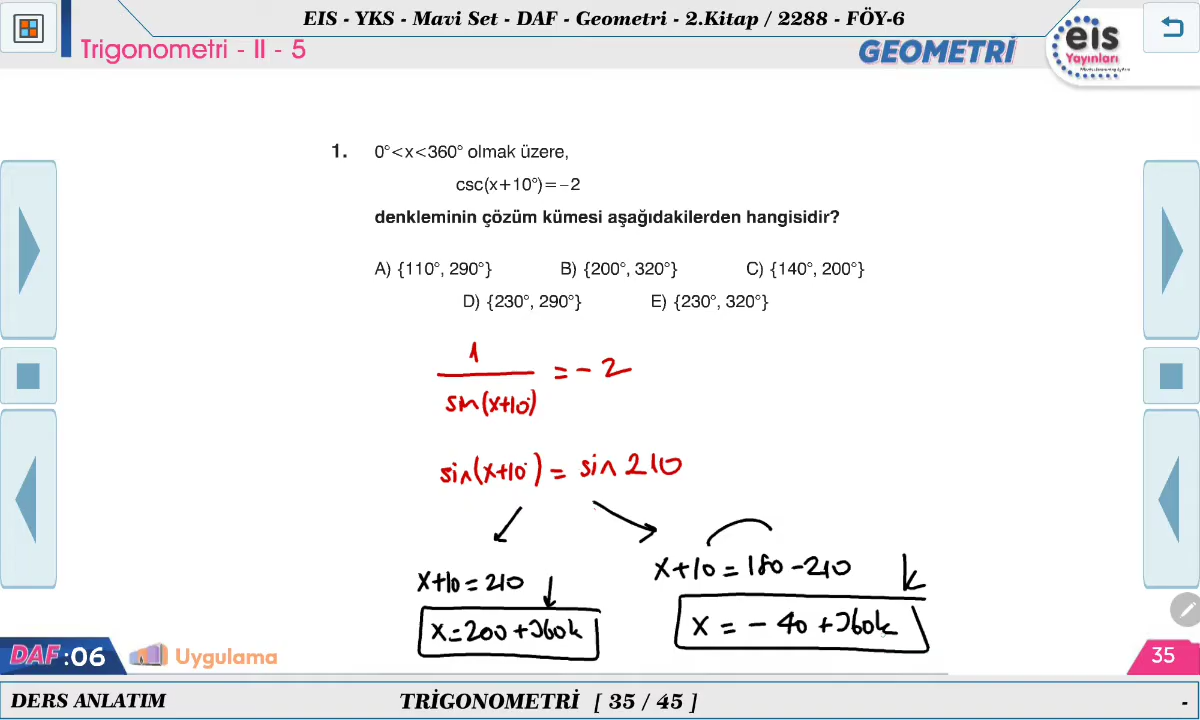 EIS - YKS - Mavi Set - DAF - Geometri - 2.Kitap / 2288 - FÖY-6
Trigonometri - II - 5
GEOMETRİ
eis
Yayınları
1. 0°<x<360° olmak üzere,
csc(x+10°)=−2
denkleminin çözüm kümesi aşağıdakilerden hangisidir?
A) {110°, 290°} B) {200°, 320°} C) {140°, 200°}
D) {230°, 290°} E) {230°, 320°}
1
= - 2
sin(x+10°)
sin(x+10°) = sin 210
x+10 = 210
x+10 = 180 - 210 k
x = 200 + 360k
x = - 40 + 360k
DAF:06 Uygulama
35
DERS ANLATIM
TRİGONOMETRİ [ 35 / 45 ]
-